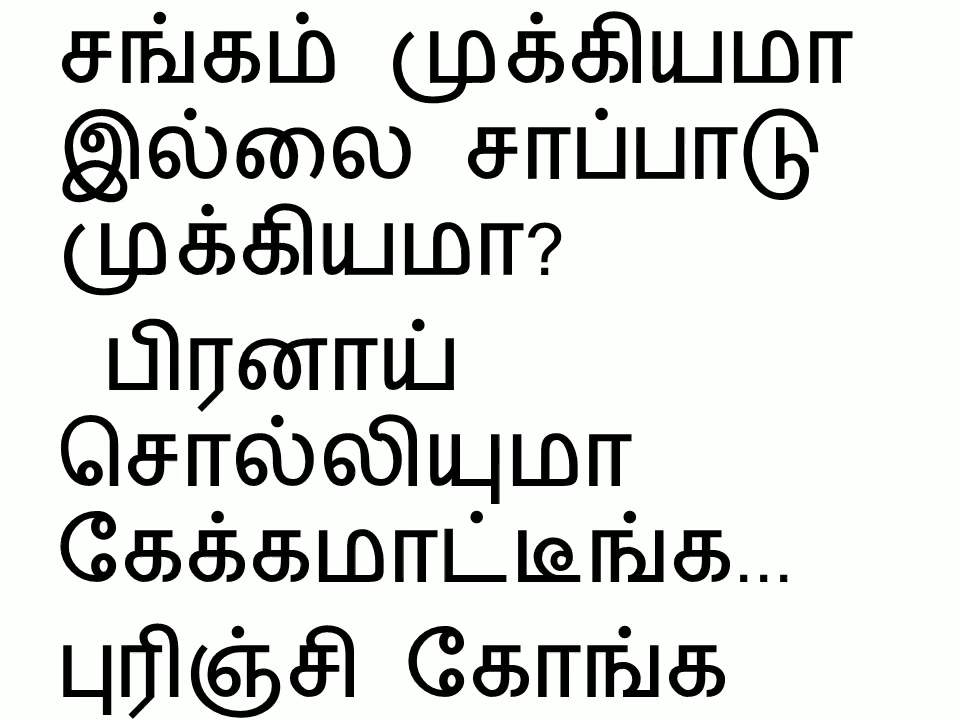 சங்கம் முக்கியமா
இல்லை சாப்பாடு
முக்கியமா?
பிரனாய்
சொல்லியுமா
கேக்கமாட்டீங்க...
புரிஞ்சி கோங்க